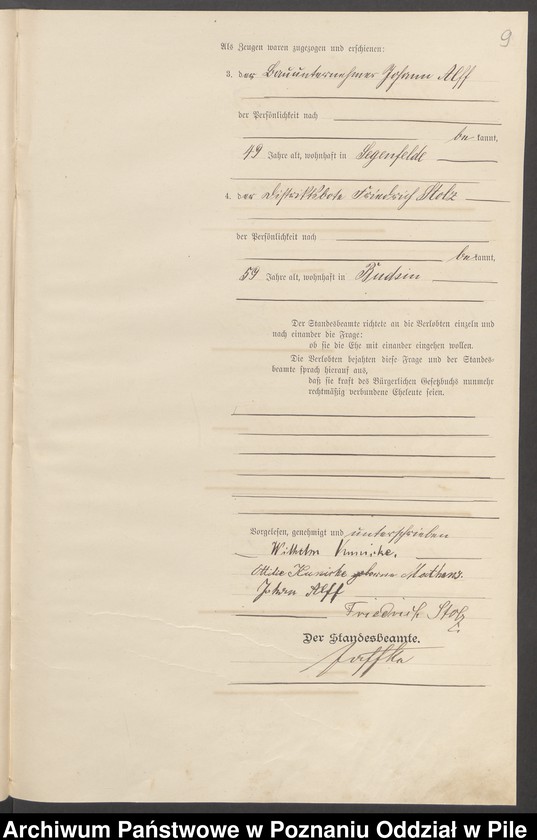 9
Als Zeugen waren zugezogen und erschienen:
3. der Bauunternehmer Johann Alff
der Persönlichkeit nach
bekannt,
49 Jahre alt, wohnhaft in Segenfelde
4. der Distriktsbote Friedrich Stolz
der Persönlichkeit nach
bekannt,
59 Jahre alt, wohnhaft in Budsin
Der Standesbeamte richtete an die Verlobten einzeln und
nach einander die Frage:
ob sie die Ehe mit einander eingehen wollen.
Die Verlobten bejahten diese Frage und der Standes-
beamte sprach hierauf aus,
daß sie kraft des Bürgerlichen Gesetzbuchs nunmehr
rechtmäßig verbundene Eheleute seien.
Vorgelesen, genehmigt und unterschrieben
Wilhelm
Ottilie Kunicke geborene
Johann Alff
Friedrich Stolz
Der Standesbeamte.
Archiwum Państwowe w Poznaniu Oddział w Pile